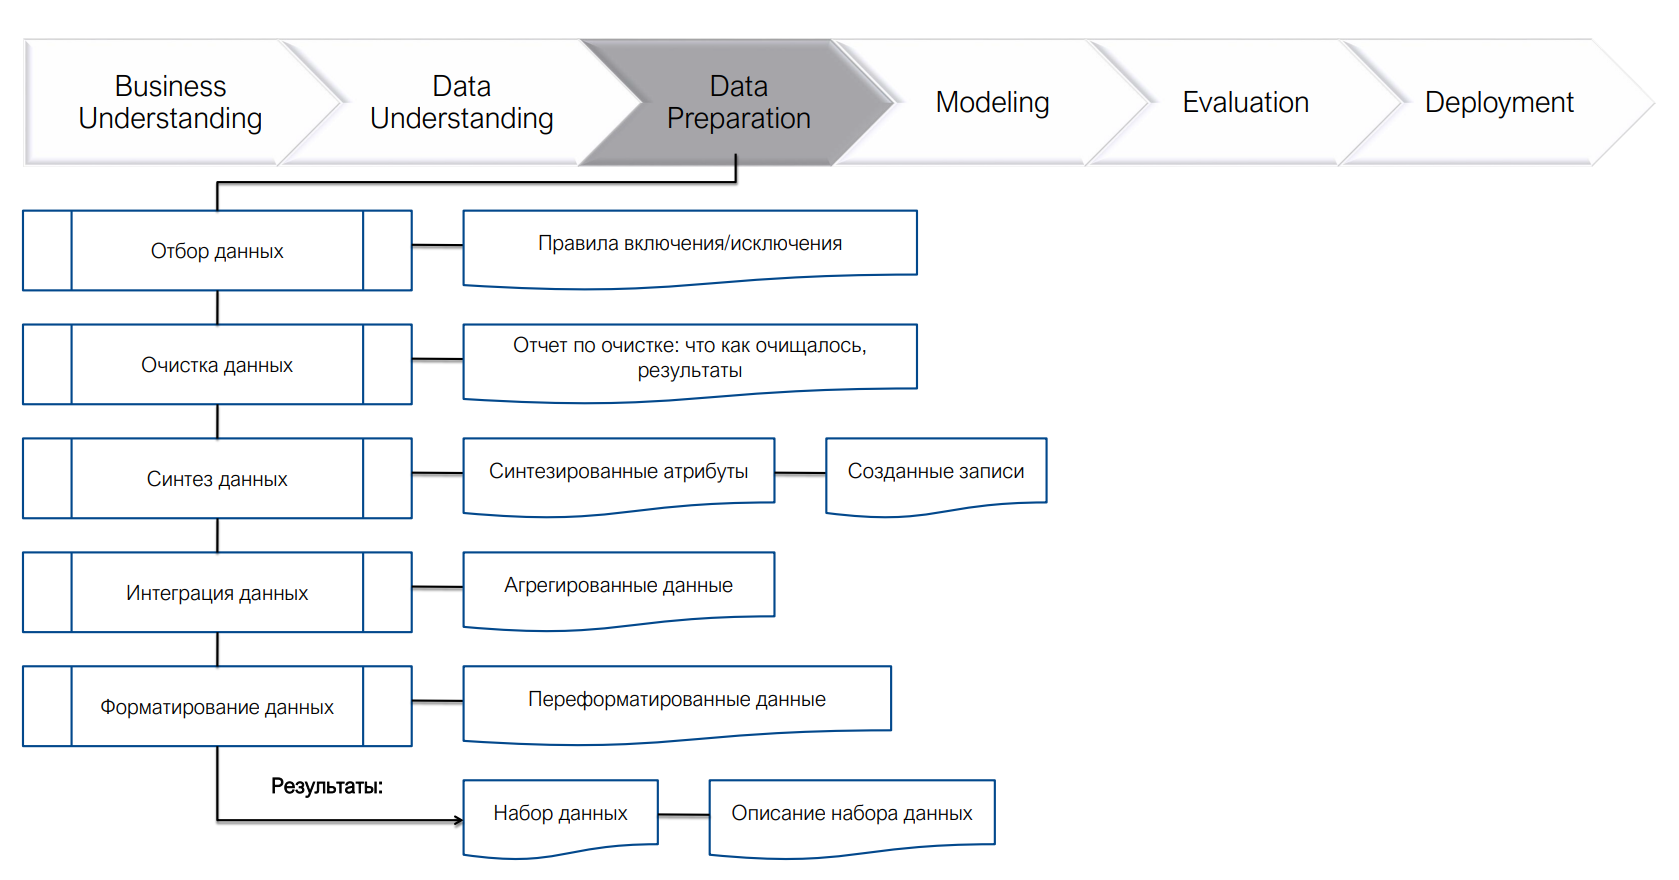 Business
Understanding
Data
Understanding
Data
Preparation
Modeling
Evaluation
Deployment
Отбор данных
Правила включения/исключения
Очистка данных
Отчет по очистке: что как очищалось,
результаты
Синтез данных
Синтезированные атрибуты
Созданные записи
Интеграция данных
Агрегированные данные
Форматирование данных
Переформатированные данные
Результаты:
Набор данных
Описание набора данных